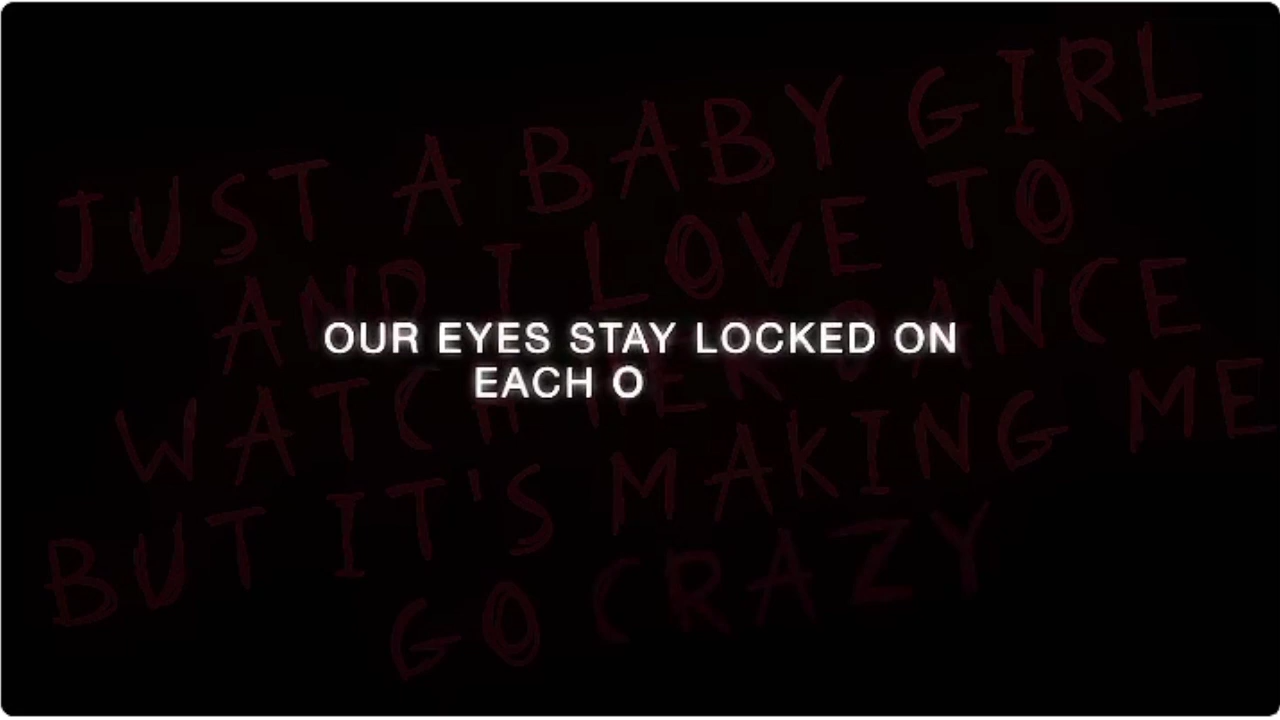 JUST A BABY GIRL
AND I LOVE TO
WATCH HER DANCE
BUT IT'S MAKING ME
GO CRAZY
OUR EYES STAY LOCKED ON
EACH O